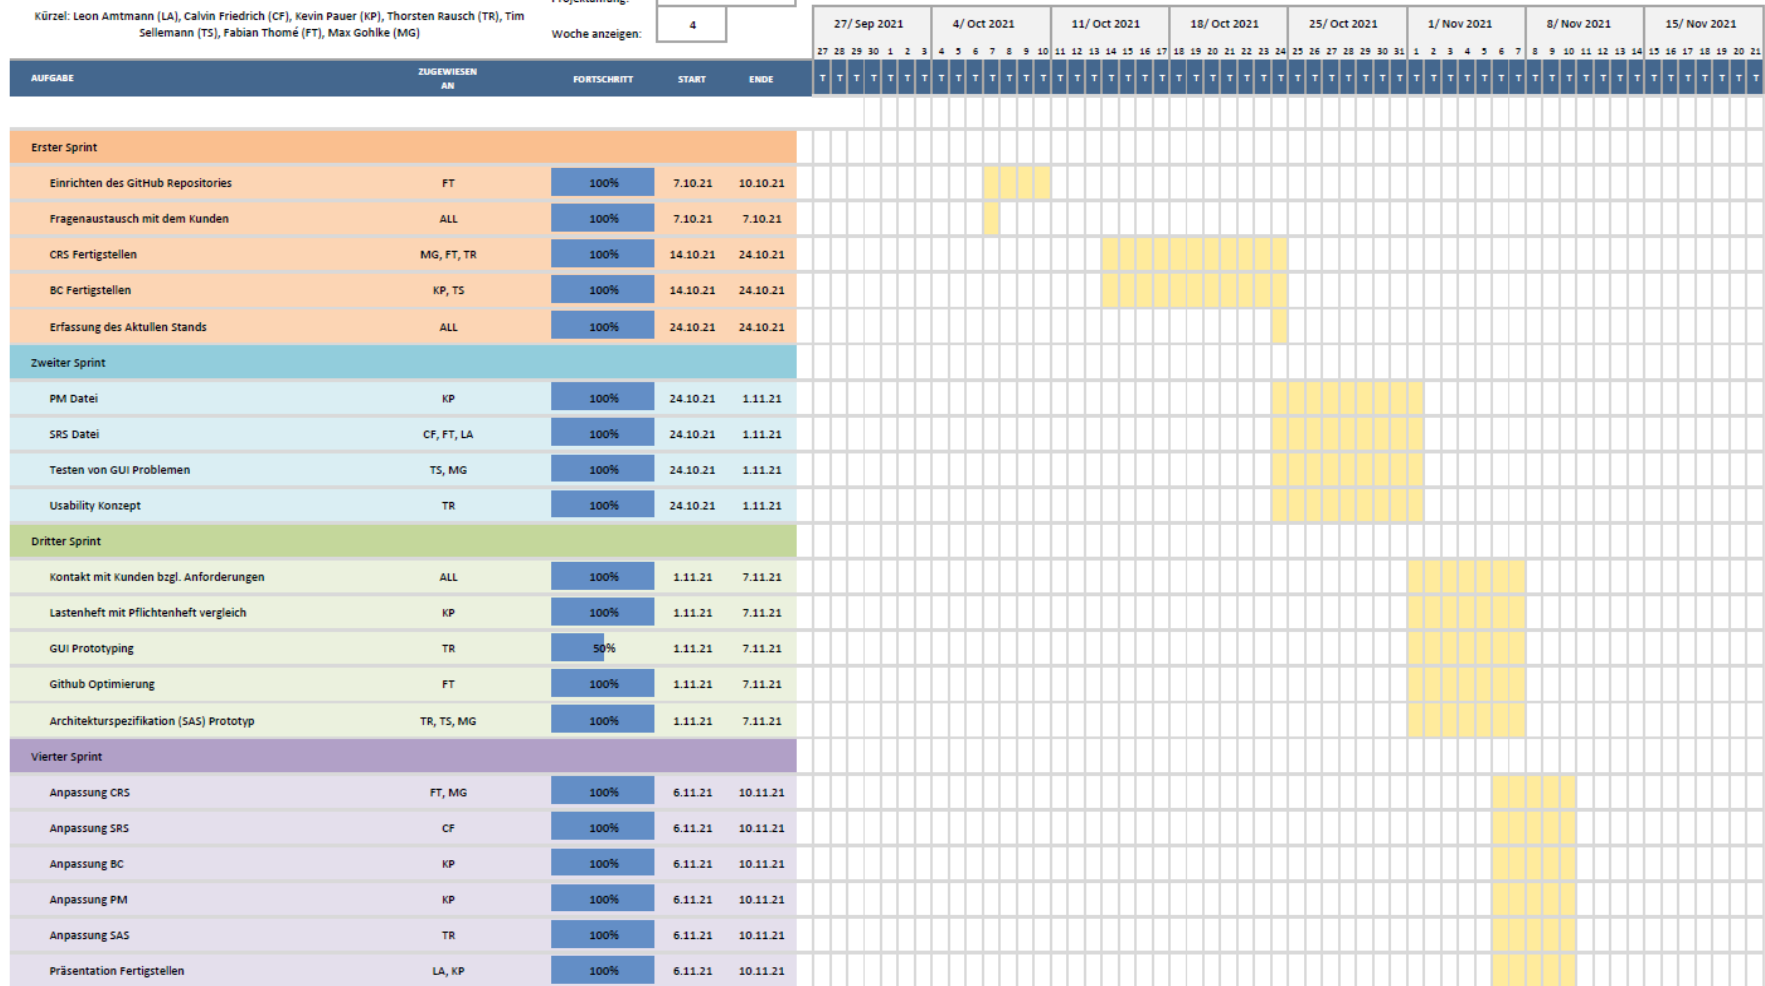 Projektanfang:
Kürzel: Leon Amtmann (LA), Calvin Friedrich (CF), Kevin Pauer (KP), Thorsten Rausch (TR), Tim
Sellemann (TS), Fabian Thomé (FT), Max Gohlke (MG)
Woche anzeigen: 4
27/ Sep 2021 4/ Oct 2021 11/ Oct 2021 18/ Oct 2021 25/ Oct 2021 1/ Nov 2021 8/ Nov 2021 15/ Nov 2021
27 28 29 30 1 2 3 4 5 6 7 8 9 10 11 12 13 14 15 16 17 18 19 20 21 22 23 24 25 26 27 28 29 30 31 1 2 3 4 5 6 7 8 9 10 11 12 13 14 15 16 17 18 19 20 21
AUFGABE ZUGEWIESEN AN FORTSCHRITT START ENDE T T T T T T T T T T T T T T T T T T T T T T T T T T T T T T T T T T T T T T T T T T T T T T T T T T T T T T T T
Erster Sprint
Einrichten des GitHub Repositories FT 100% 7.10.21 10.10.21
Fragenaustausch mit dem Kunden ALL 100% 7.10.21 7.10.21
CRS Fertigstellen MG, FT, TR 100% 14.10.21 24.10.21
BC Fertigstellen KP, TS 100% 14.10.21 24.10.21
Erfassung des Aktullen Stands ALL 100% 24.10.21 24.10.21
Zweiter Sprint
PM Datei KP 100% 24.10.21 1.11.21
SRS Datei CF, FT, LA 100% 24.10.21 1.11.21
Testen von GUI Problemen TS, MG 100% 24.10.21 1.11.21
Usability Konzept TR 100% 24.10.21 1.11.21
Dritter Sprint
Kontakt mit Kunden bzgl. Anforderungen ALL 100% 1.11.21 7.11.21
Lastenheft mit Pflichtenheft vergleich KP 100% 1.11.21 7.11.21
GUI Prototyping TR 50% 1.11.21 7.11.21
Github Optimierung FT 100% 1.11.21 7.11.21
Architekturspezifikation (SAS) Prototyp TR, TS, MG 100% 1.11.21 7.11.21
Vierter Sprint
Anpassung CRS FT, MG 100% 6.11.21 10.11.21
Anpassung SRS CF 100% 6.11.21 10.11.21
Anpassung BC KP 100% 6.11.21 10.11.21
Anpassung PM KP 100% 6.11.21 10.11.21
Anpassung SAS TR 100% 6.11.21 10.11.21
Präsentation Fertigstellen LA, KP 100% 6.11.21 10.11.21